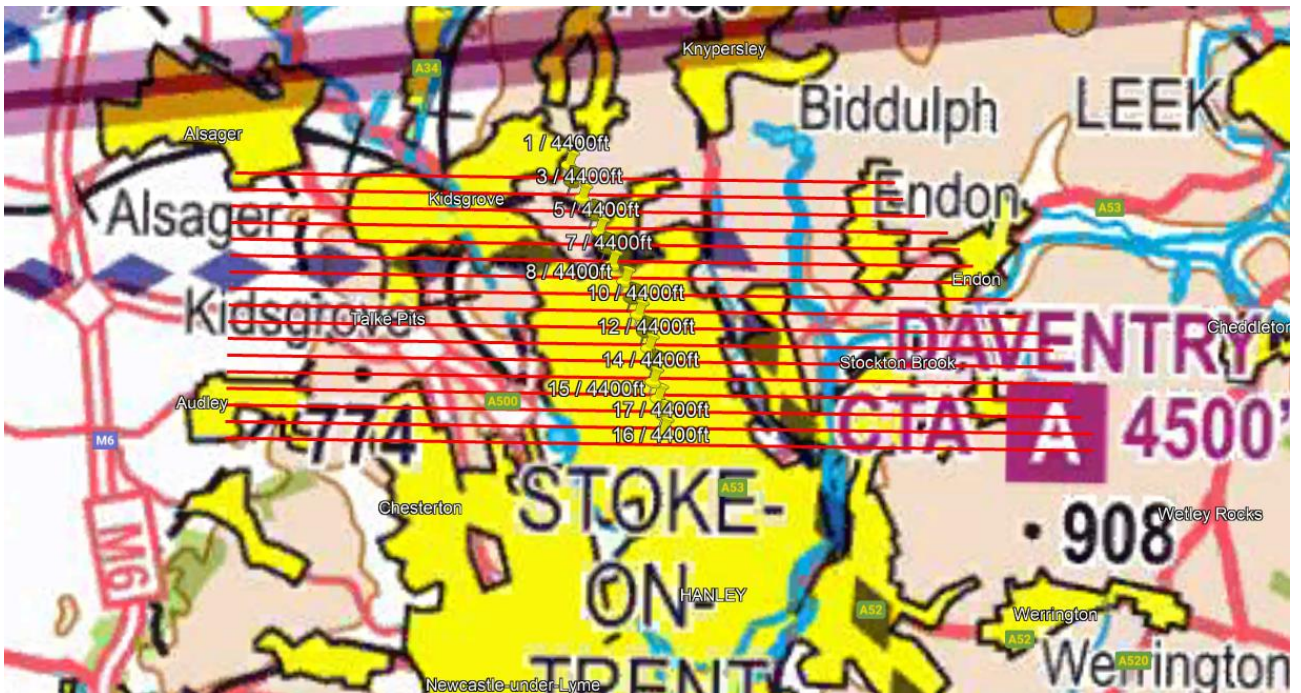 Knypersley
A34
Biddulph
LEEK
Alsager
1 / 4400ft
3 / 4400ft
Endon
Kidsgrove
5 / 4400ft
A53
Alsager
7 / 4400ft
8 / 4400ft
Endon
10 / 4400ft
Kidsgrove
Talke Pits
12 / 4400ft
DAVENTRY
Cheddleton
14 / 4400ft
Stockton Brook
15 / 4400ft
Audley
A500
17 / 4400ft
774
16 / 4400ft
CTA A 4500'
M6
STOKE-
A53
Chesterton
Wetley Rocks
908
M6
ON-
HANLEY
A52
Werrington
A52
TRENT
Werrington
A520
Newcastle-under-Lyme